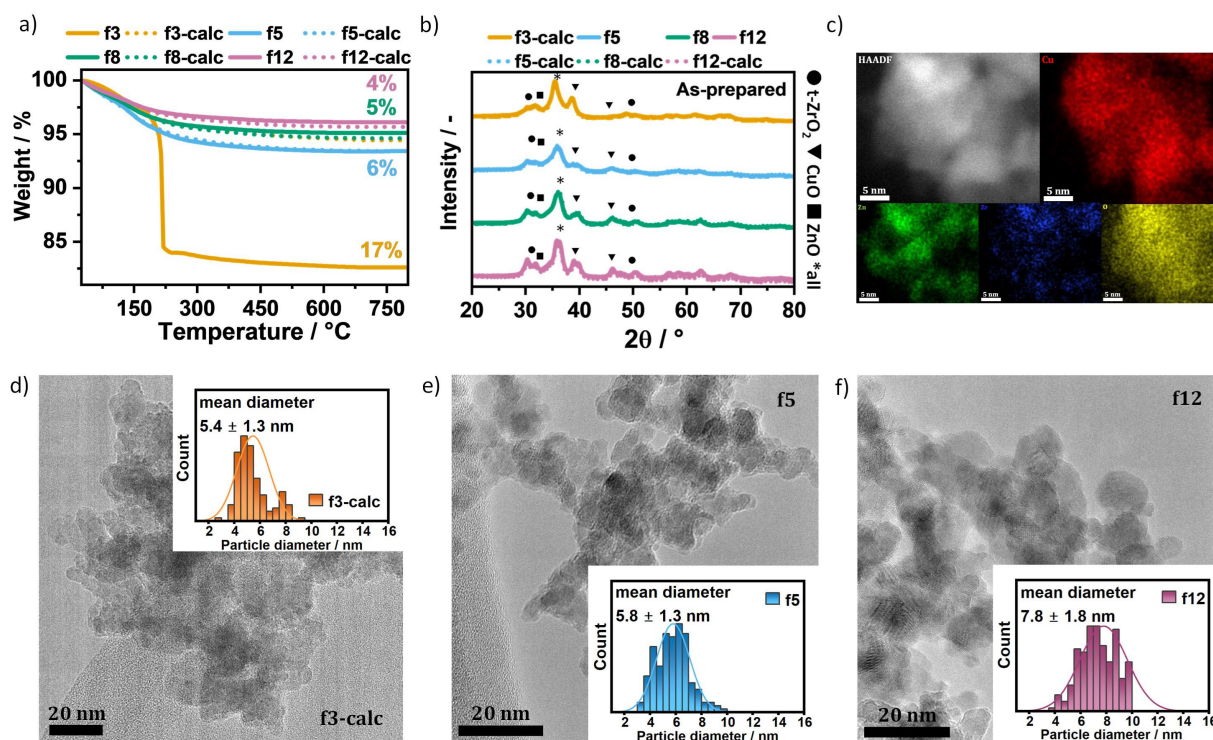 a)
f3 f3-calc f5 f5-calc
f8 f8-calc f12 f12-calc
100
95
90
85
Weight / %
4%
5%
6%
17%
150 300 450 600 750
Temperature / °C
b)
f3-calc f5 f8 f12
f5-calc f8-calc f12-calc
As-prepared
Intensity / -
* 
*
*
*
20 30 40 50 60 70 80
2θ / °
t-ZrO2 CuO ZnO *all
c)
HAADF
5 nm
Cu
5 nm
Zn
5 nm
Zr
5 nm
O
5 nm
d)
mean diameter
5.4 ± 1.3 nm
f3-calc
Count
2 4 6 8 10 12 14 16
Particle diameter / nm
20 nm
f3-calc
e)
f5
mean diameter
5.8 ± 1.3 nm
f5
Count
2 4 6 8 10 12 14 16
Particle diameter / nm
20 nm
f)
f12
mean diameter
7.8 ± 1.8 nm
f12
Count
2 4 6 8 10 12 14 16
Particle diameter / nm
20 nm